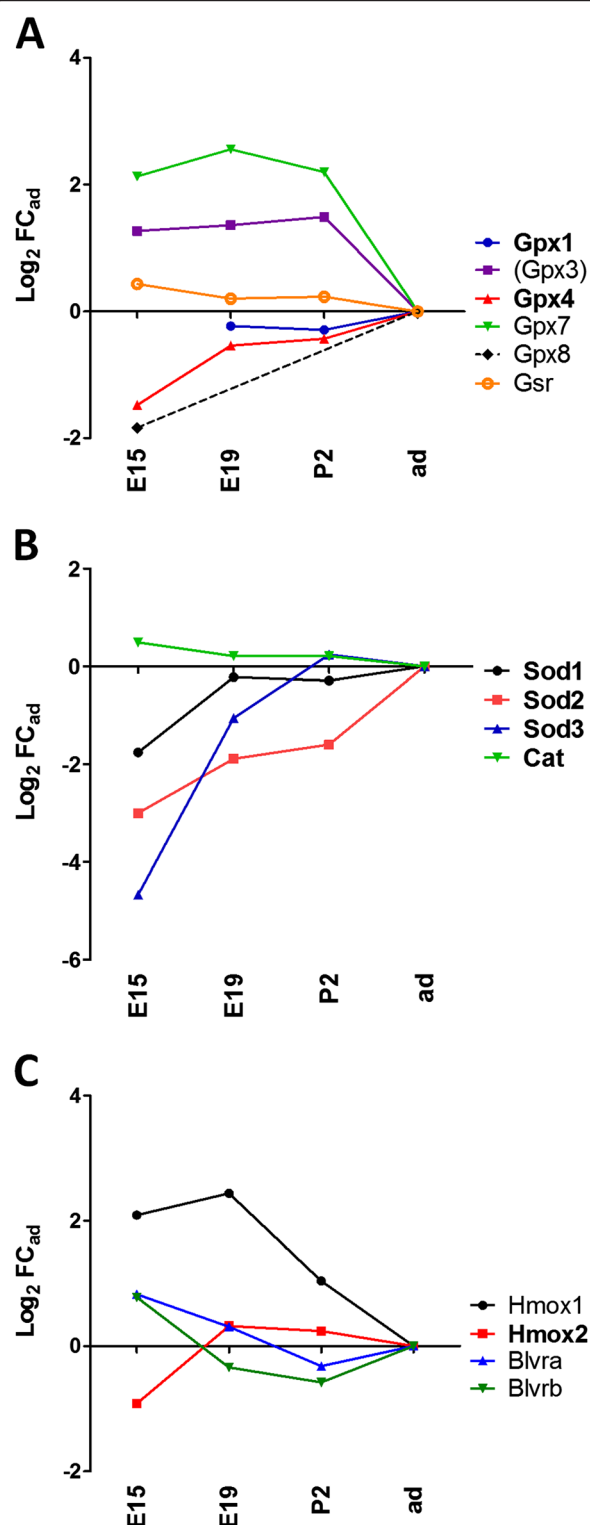 A
4
2
0
-2
Log2 FCad
E15
E19
P2
ad
Gpx1
(Gpx3)
Gpx4
Gpx7
Gpx8
Gsr
B
2
0
-2
-4
-6
Log2 FCad
E15
E19
P2
ad
Sod1
Sod2
Sod3
Cat
C
4
2
0
-2
Log2 FCad
E15
E19
P2
ad
Hmox1
Hmox2
Blvra
Blvrb